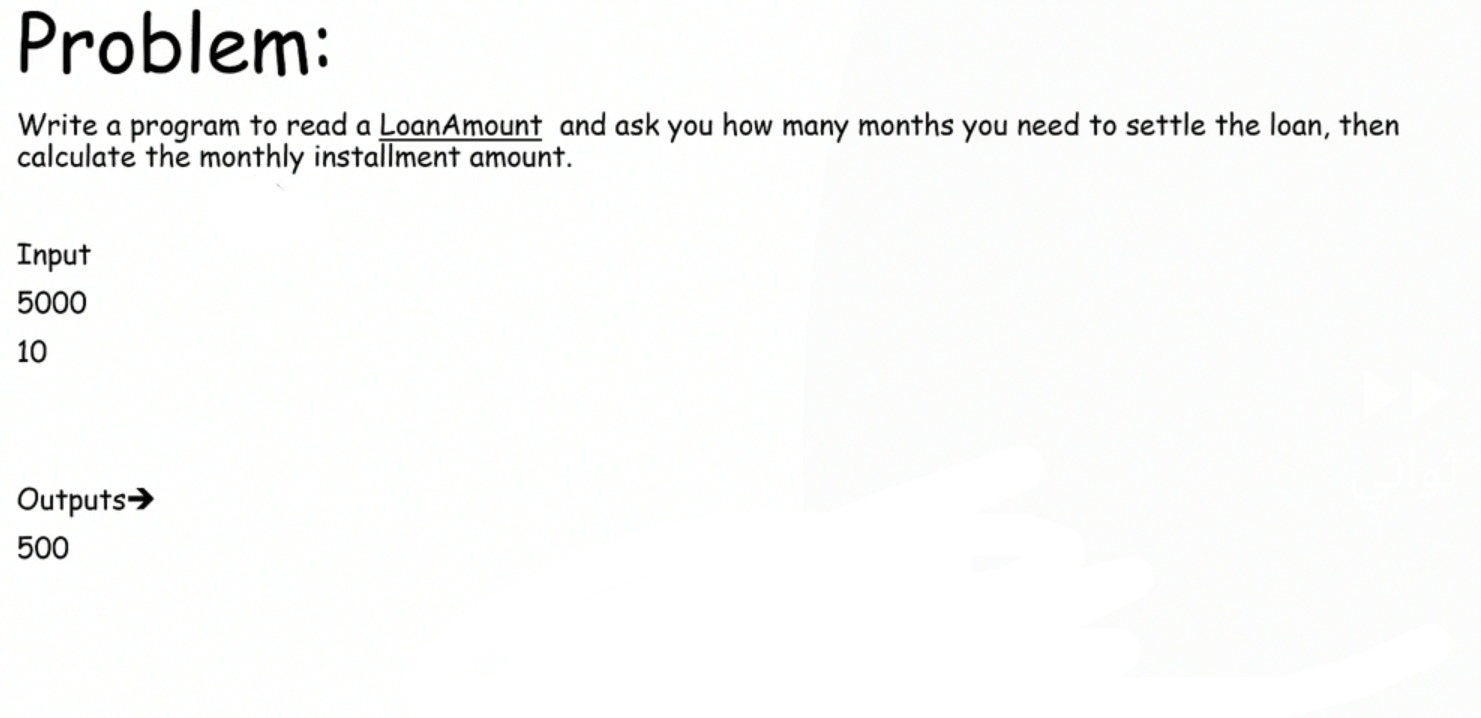 Problem:
Write a program to read a LoanAmount and ask you how many months you need to settle the loan, then
calculate the monthly installment amount.
Input
5000
10
ثواني
Outputs➔
500